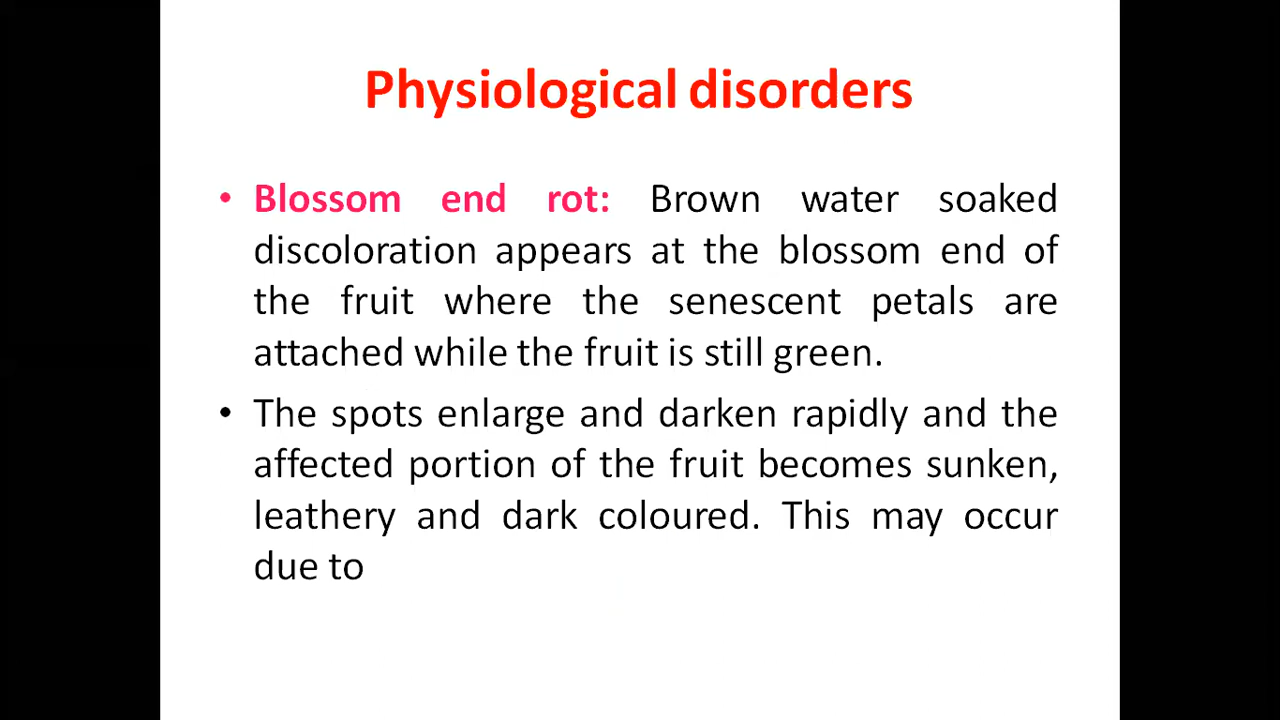 Physiological disorders
• Blossom end rot: Brown water soaked
discoloration appears at the blossom end of
the fruit where the senescent petals are
attached while the fruit is still green.
• The spots enlarge and darken rapidly and the
affected portion of the fruit becomes sunken,
leathery and dark coloured. This may occur
due to